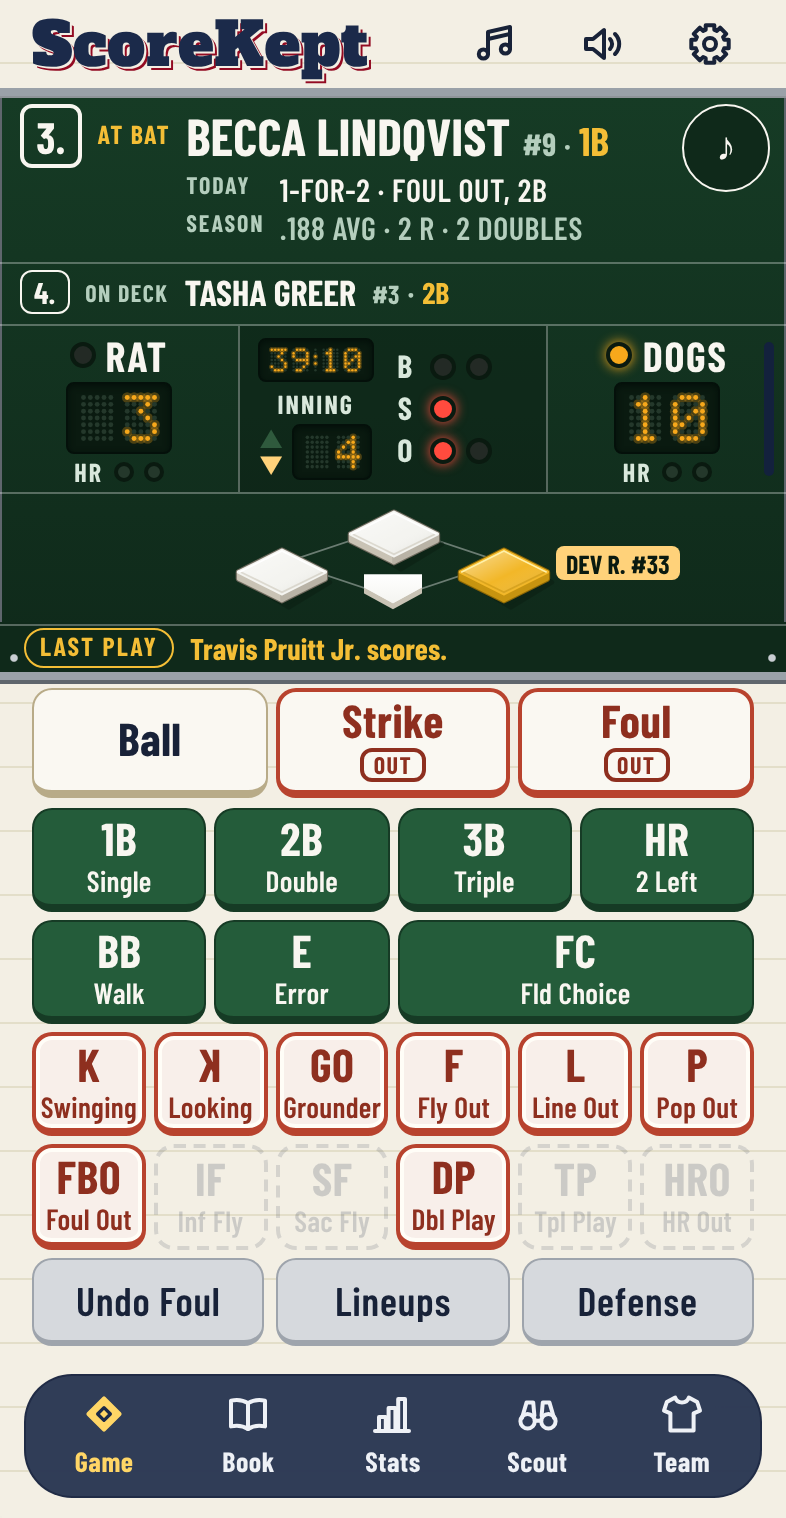 ScoreKept
3. AT BAT BECCA LINDQVIST #9 · 1B ♪
TODAY 1-FOR-2 · FOUL OUT, 2B
SEASON .188 AVG · 2 R · 2 DOUBLES
4. ON DECK TASHA GREER #3 · 2B
RAT 39:10 B DOGS
3 INNING S 10
HR 4 O HR
DEV R. #33
LAST PLAY Travis Pruitt Jr. scores.
Ball Strike Foul
OUT OUT
1B 2B 3B HR
Single Double Triple 2 Left
BB E FC
Walk Error Fld Choice
K ꓘ GO F L P
Swinging Looking Grounder Fly Out Line Out Pop Out
FBO IF SF DP TP HRO
Foul Out Inf Fly Sac Fly Dbl Play Tpl Play HR Out
Undo Foul Lineups Defense
Game Book Stats Scout Team